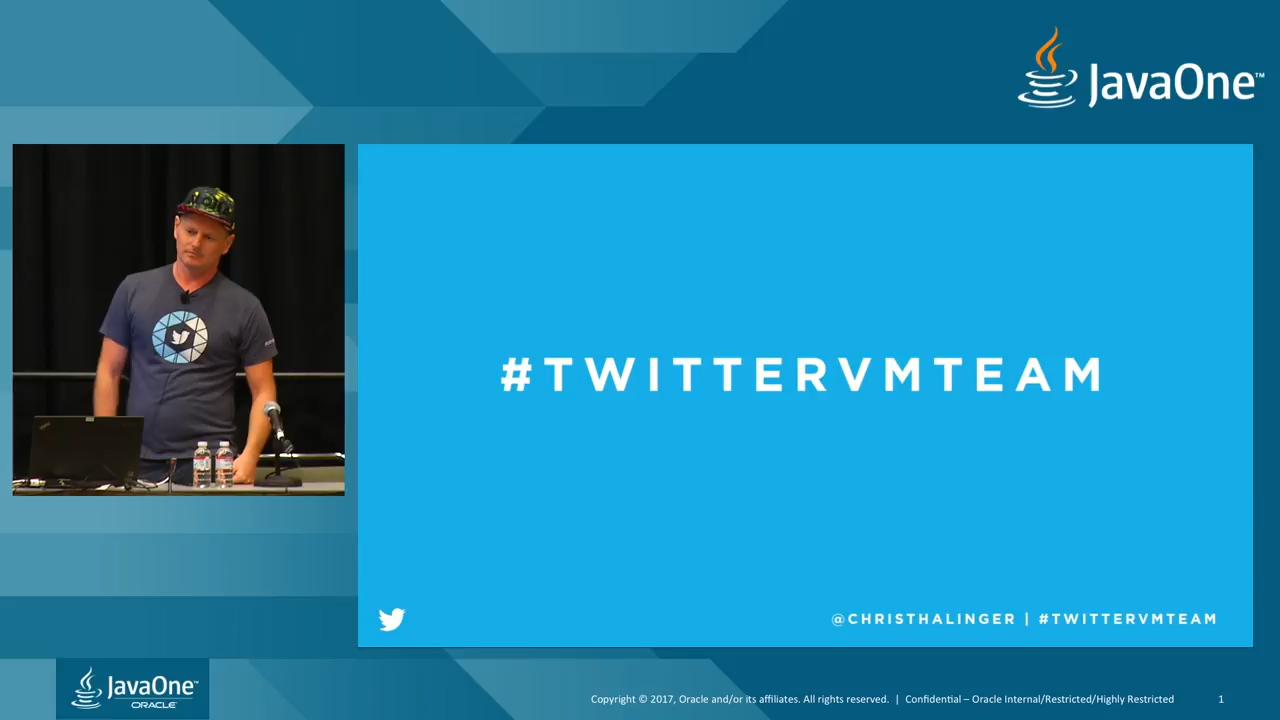 JavaOne™
#TWITTERVMTEAM
@CHRISTHALINGER | #TWITTERVMTEAM
JavaOne™
ORACLE
Copyright © 2017, Oracle and/or its affiliates. All rights reserved. | Confidential – Oracle Internal/Restricted/Highly Restricted 1